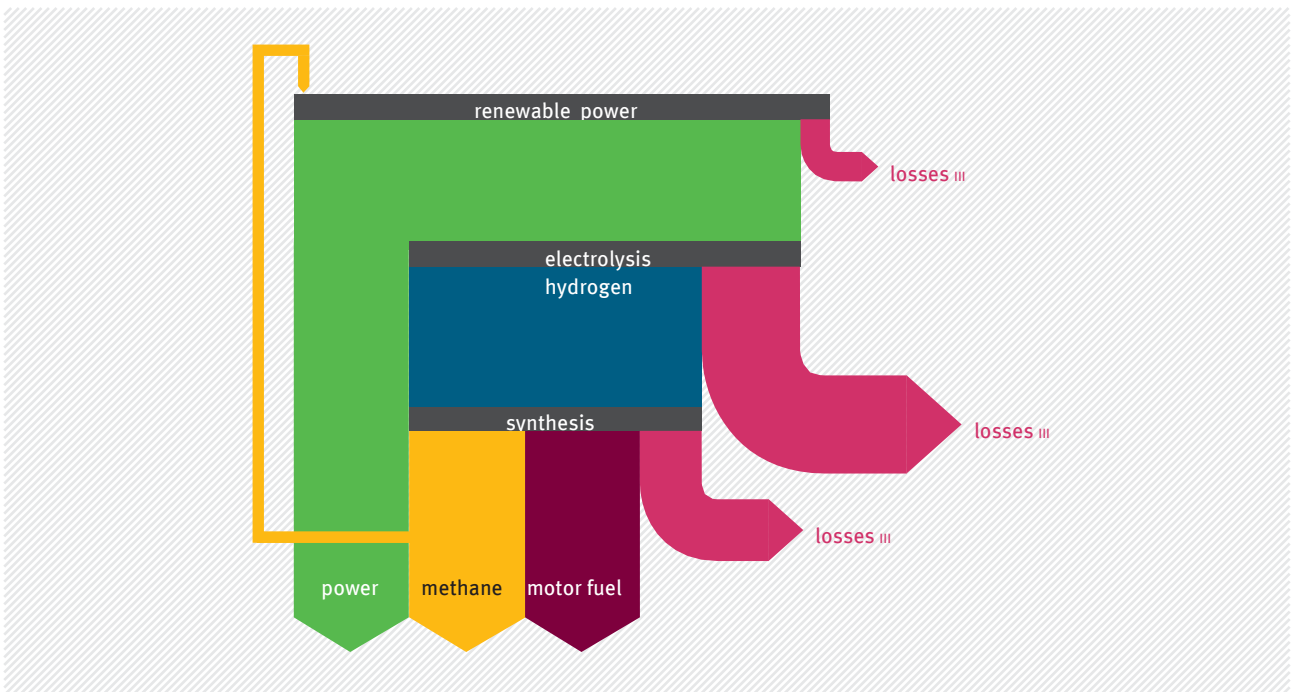 renewable power
losses III
electrolysis
hydrogen
synthesis
losses III
losses III
power
methane
motor fuel